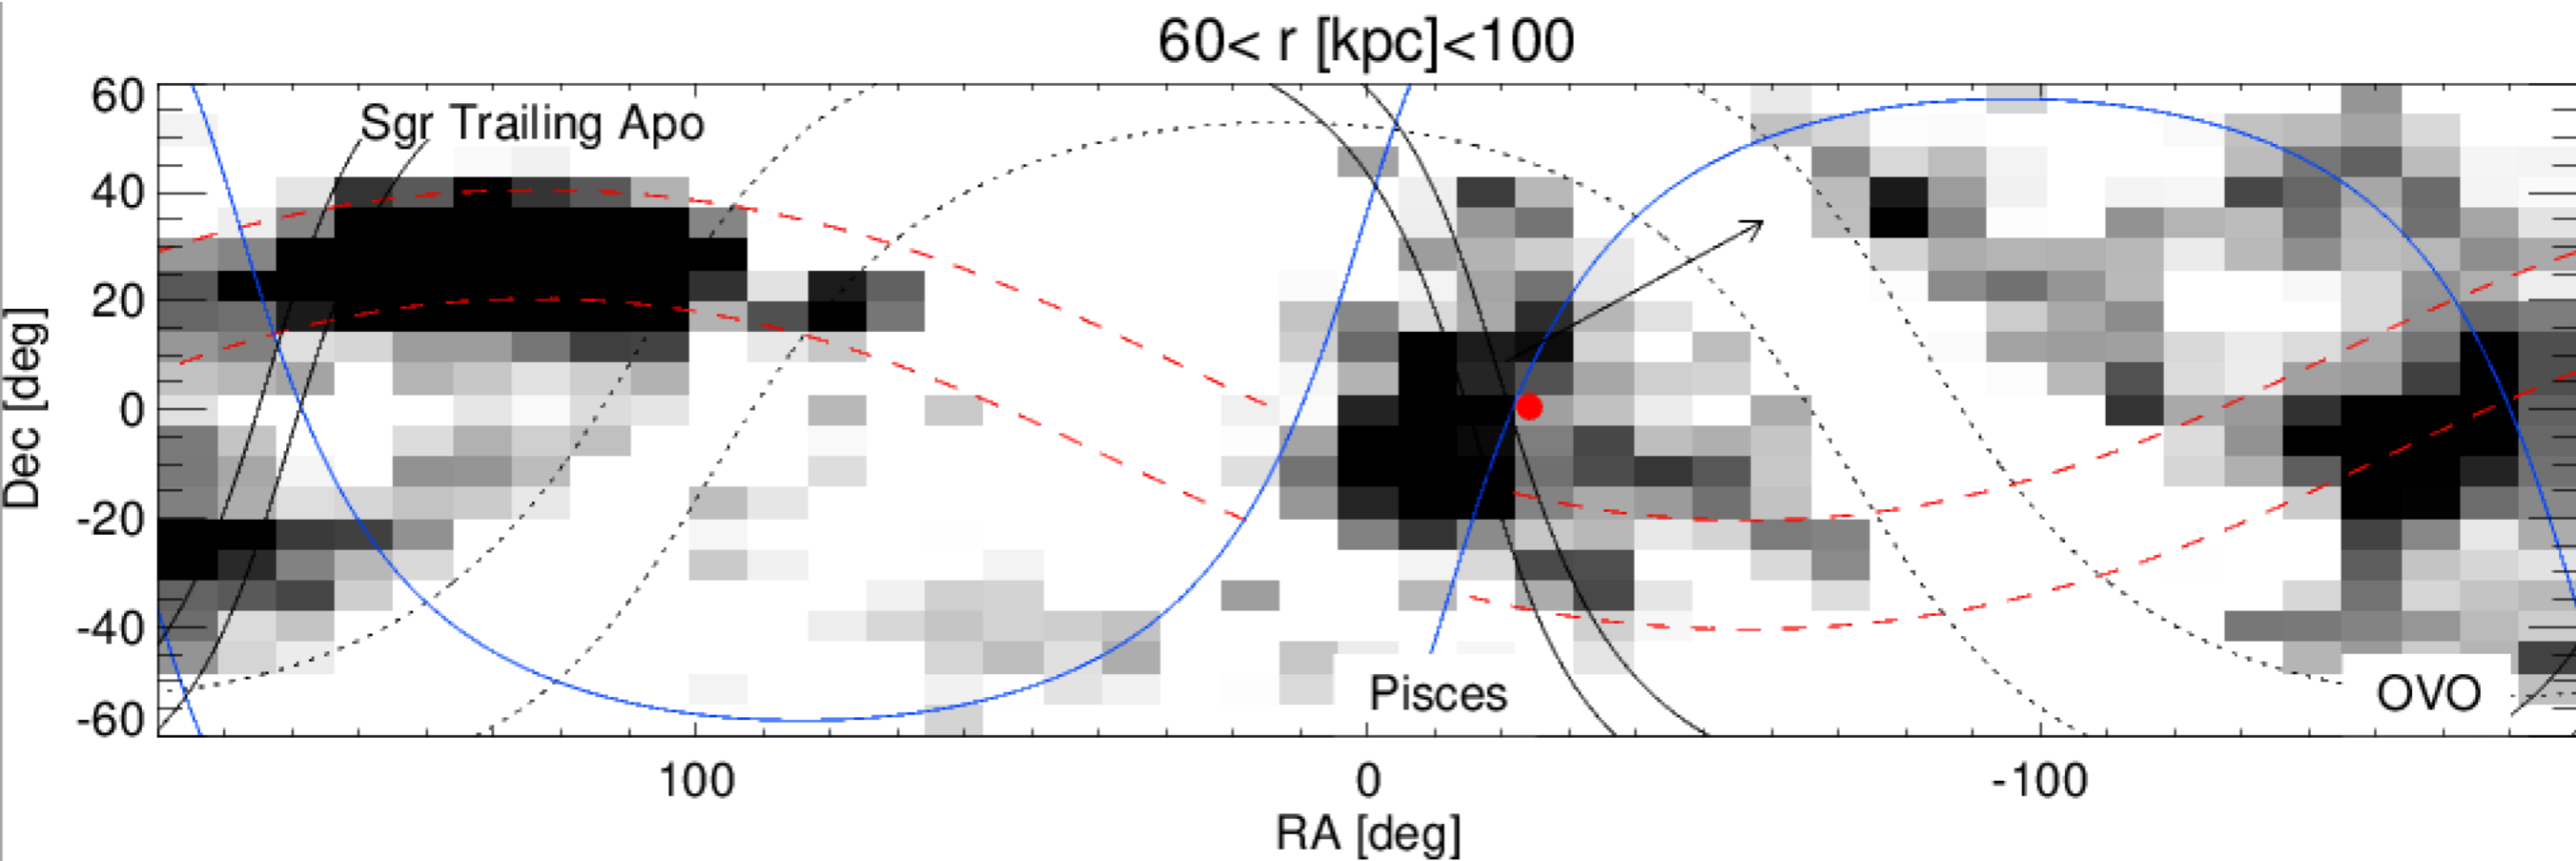 60< r [kpc]<100
Sgr Trailing Apo
60
40
20
0
-20
-40
-60
Dec [deg]
Pisces
OVO
100
0
-100
RA [deg]